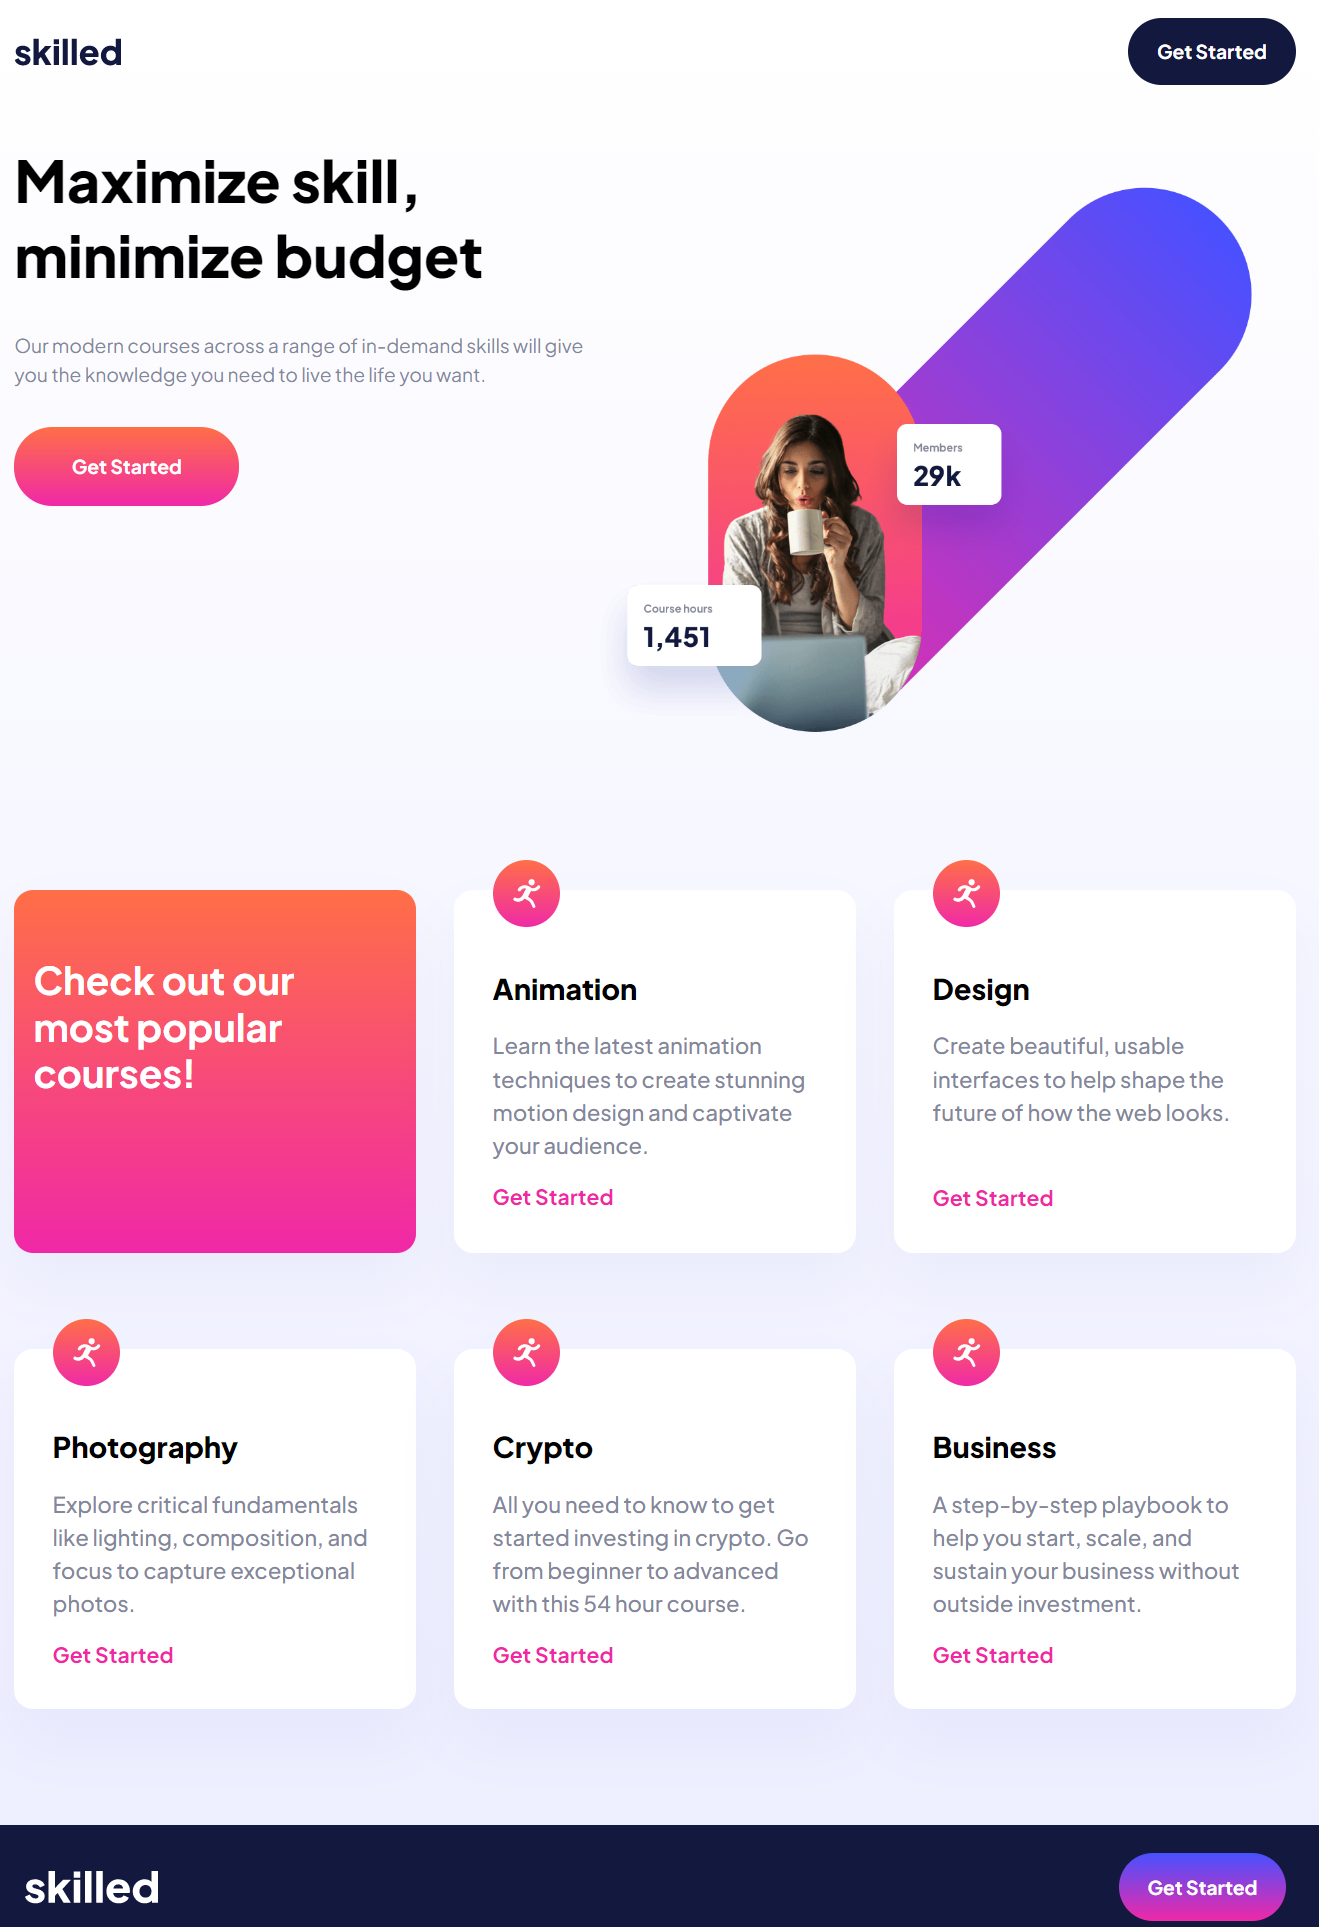 skilled
Get Started
Maximize skill,
minimize budget
Our modern courses across a range of in-demand skills will give
you the knowledge you need to live the life you want.
Get Started
Members
29k
Course hours
1,451
Check out our
most popular
courses!
Animation
Learn the latest animation
techniques to create stunning
motion design and captivate
your audience.
Get Started
Design
Create beautiful, usable
interfaces to help shape the
future of how the web looks.
Get Started
Photography
Explore critical fundamentals
like lighting, composition, and
focus to capture exceptional
photos.
Get Started
Crypto
All you need to know to get
started investing in crypto. Go
from beginner to advanced
with this 54 hour course.
Get Started
Business
A step-by-step playbook to
help you start, scale, and
sustain your business without
outside investment.
Get Started
skilled
Get Started